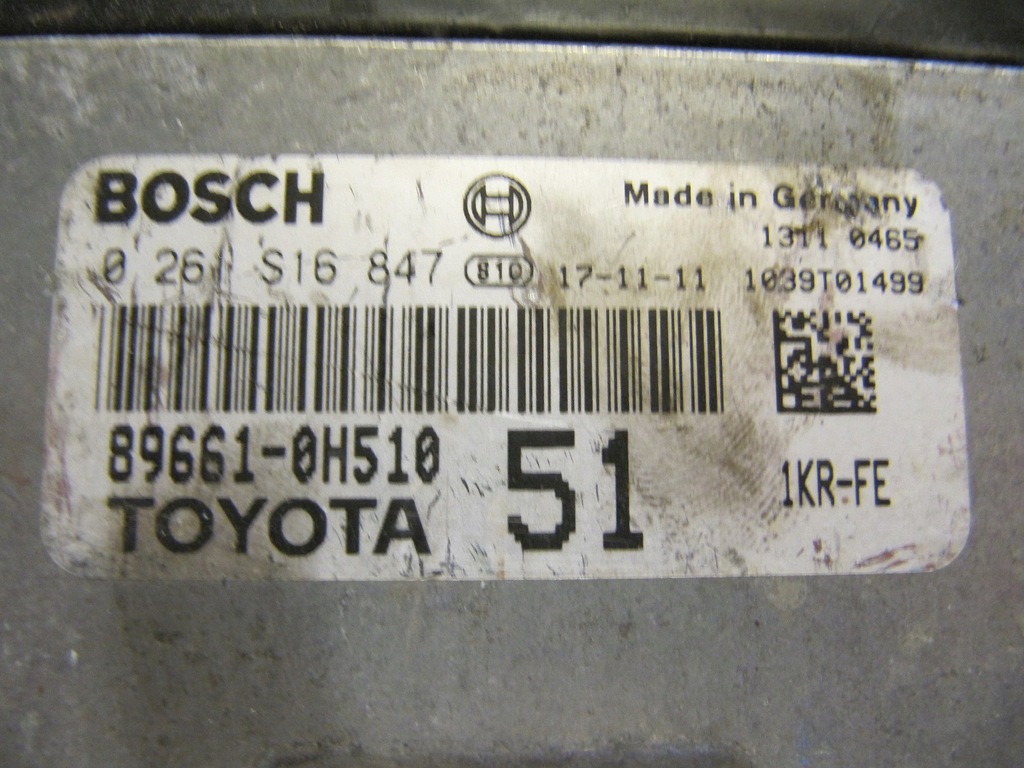 BOSCH
Made in Germany
1311 0465
0 261 S16 847 810 17-11-11 1039T01499
89661-0H510
51
1KR-FE
TOYOTA